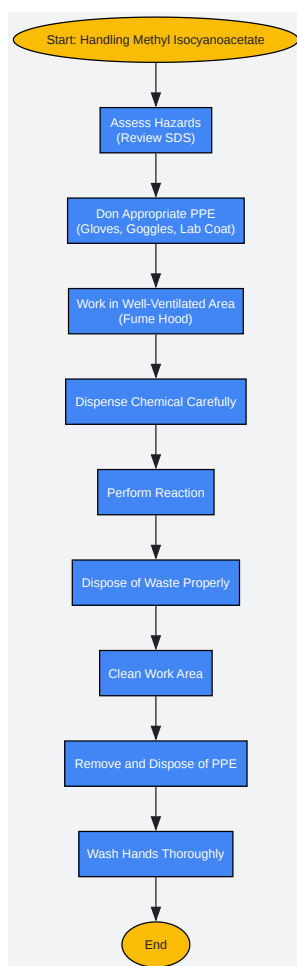 Start: Handling Methyl Isocyanoacetate
Assess Hazards
(Review SDS)
Don Appropriate PPE
(Gloves, Goggles, Lab Coat)
Work in Well-Ventilated Area
(Fume Hood)
Dispense Chemical Carefully
Perform Reaction
Dispose of Waste Properly
Clean Work Area
Remove and Dispose of PPE
Wash Hands Thoroughly
End